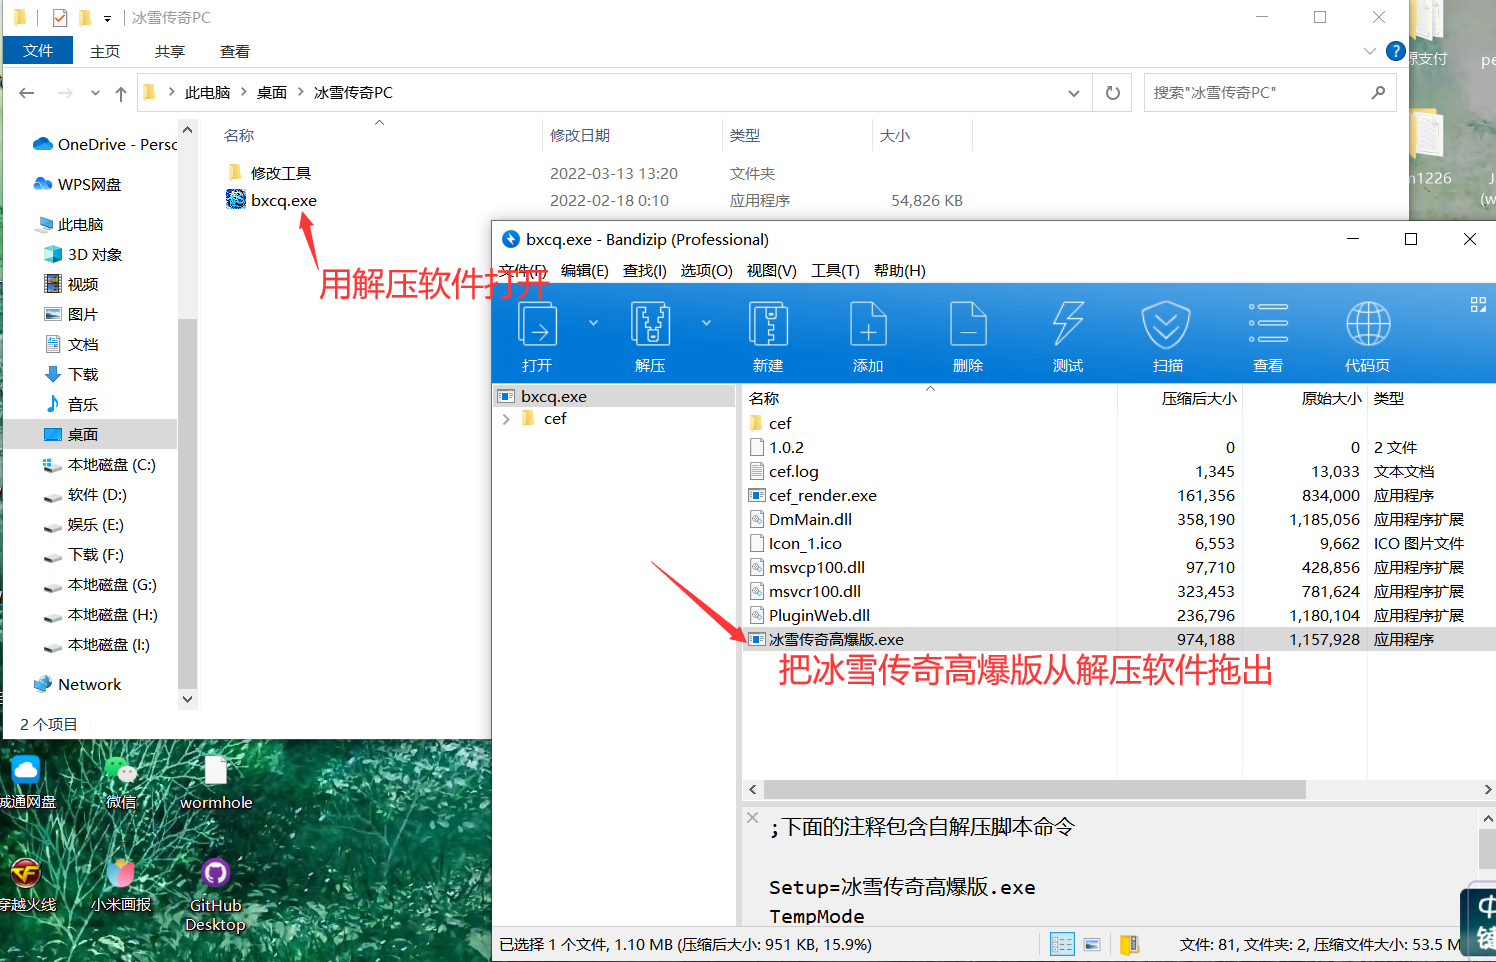 冰雪传奇PC
文件 主页 共享 查看
源支付
此电脑 桌面 冰雪传奇PC
搜索"冰雪传奇PC"
OneDrive - Persc
WPS网盘
此电脑
3D 对象
视频
图片
文档
下载
音乐
桌面
本地磁盘 (C:)
软件 (D:)
娱乐 (E:)
下载 (F:)
本地磁盘 (G:)
本地磁盘 (H:)
本地磁盘 (I:)
Network
2 个项目
名称 修改日期 类型 大小
修改工具 2022-03-13 13:20 文件夹
bxcq.exe 2022-02-18 0:10 应用程序 54,826 KB
n1226
(w
用解压软件打开
bxcq.exe - Bandizip (Professional)
文件(F) 编辑(E) 查找(I) 选项(O) 视图(V) 工具(T) 帮助(H)
打开 解压 新建 添加 删除 测试 扫描 查看 代码页
bxcq.exe
cef
名称 压缩后大小 原始大小 类型
cef
1.0.2 0 0 2 文件
cef.log 1,345 13,033 文本文档
cef_render.exe 161,356 834,000 应用程序
DmMain.dll 358,190 1,185,056 应用程序扩展
Icon_1.ico 6,553 9,662 ICO 图片文件
msvcp100.dll 97,710 428,856 应用程序扩展
msvcr100.dll 323,453 781,624 应用程序扩展
PluginWeb.dll 236,796 1,180,104 应用程序扩展
冰雪传奇高爆版.exe 974,188 1,157,928 应用程序
把冰雪传奇高爆版从解压软件拖出
;下面的注释包含自解压脚本命令
Setup=冰雪传奇高爆版.exe
TempMode
已选择 1 个文件, 1.10 MB (压缩后大小: 951 KB, 15.9%)
文件: 81, 文件夹: 2, 压缩文件大小: 53.5 M
城通网盘
微信
wormhole
穿越火线
小米画报
GitHub
Desktop
中